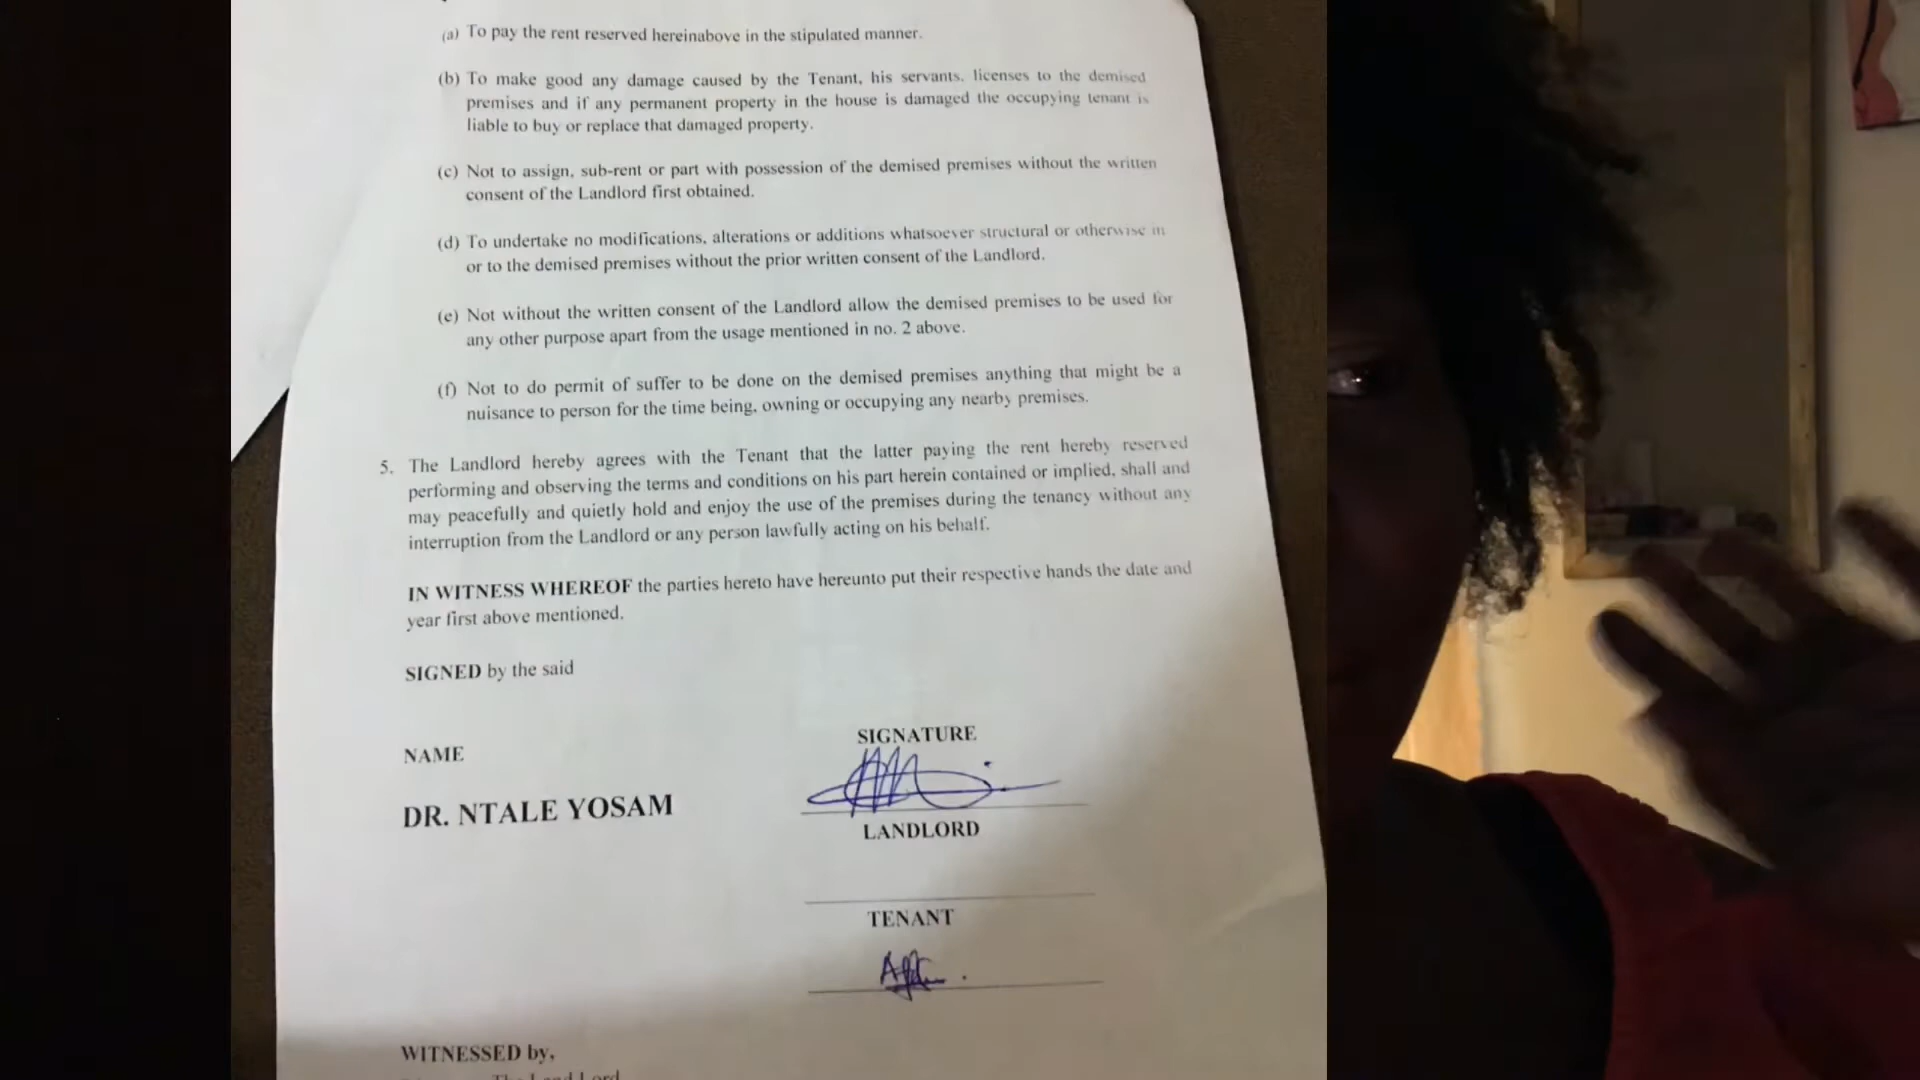 (a) To pay the rent reserved hereinabove in the stipulated manner.
(b) To make good any damage caused by the Tenant, his servants, licenses to the demised
premises and if any permanent property in the house is damaged the occupying tenant is
liable to buy or replace that damaged property.
(c) Not to assign, sub-rent or part with possession of the demised premises without the written
consent of the Landlord first obtained.
(d) To undertake no modifications, alterations or additions whatsoever structural or otherwise in
or to the demised premises without the prior written consent of the Landlord.
(e) Not without the written consent of the Landlord allow the demised premises to be used for
any other purpose apart from the usage mentioned in no. 2 above.
(f) Not to do permit of suffer to be done on the demised premises anything that might be a
nuisance to person for the time being, owning or occupying any nearby premises.
5. The Landlord hereby agrees with the Tenant that the latter paying the rent hereby reserved
performing and observing the terms and conditions on his part herein contained or implied, shall and
may peacefully and quietly hold and enjoy the use of the premises during the tenancy without any
interruption from the Landlord or any person lawfully acting on his behalf.
IN WITNESS WHEREOF the parties hereto have hereunto put their respective hands the date and
year first above mentioned.
SIGNED by the said
NAME
SIGNATURE
DR. NTALE YOSAM
LANDLORD
TENANT
WITNESSED by,
The Land Lord